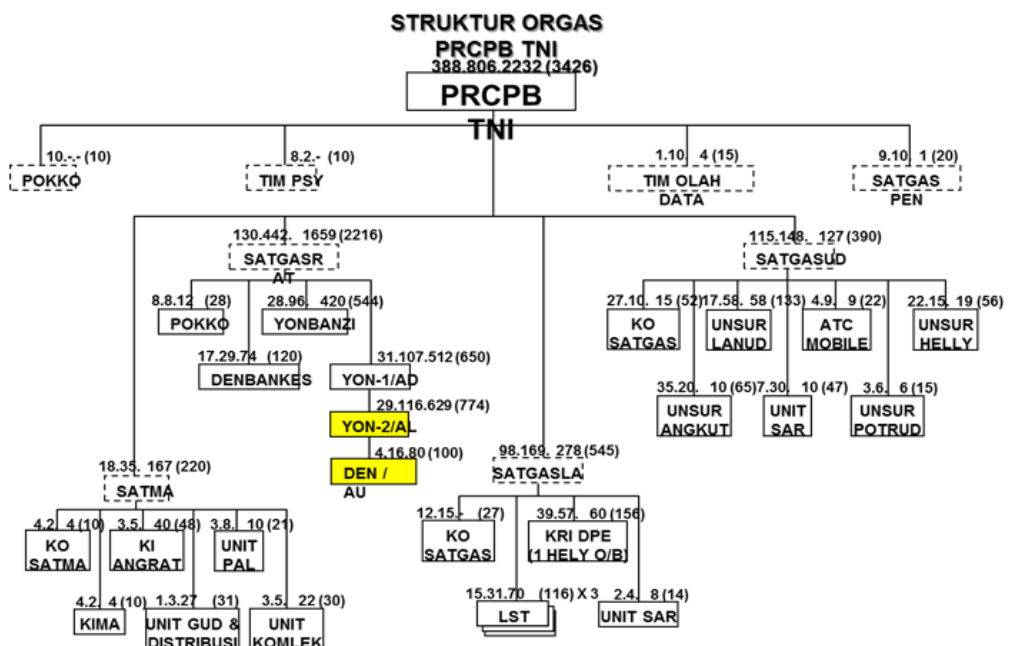 STRUKTUR ORGAS
PRCPB TNI
388.806.2232 (3426)
PRCPB
TNI
10.-.- (10)
POKKO
8.2.- (10)
TIM PSY
1.10. 4 (15)
TIM OLAH
DATA
9.10. 1 (20)
SATGAS
PEN
130.442. 1659 (2216)
SATGASR
AT
115.148. 127 (390)
SATGASUD
8.8.12 (28)
POKKO
28.96. 420 (544)
YONBANZI
27.10. 15 (52)
KO
SATGAS
17.58. 58 (133)
UNSUR
LANUD
4.9. 9 (22)
ATC
MOBILE
22.15. 19 (56)
UNSUR
HELLY
17.29.74 (120)
DENBANKES
31.107.512 (650)
YON-1/AD
29.116.629 (774)
YON-2/AL
4.16.80 (100)
DEN /
AU
35.20. 10 (65)
UNSUR
ANGKUT
7.30. 10 (47)
UNIT
SAR
3.6. 6 (15)
UNSUR
POTRUD
18.35. 167 (220)
SATMA
98.169. 278 (545)
SATGASLA
4.2. 4 (10)
KO
SATMA
3.5. 40 (48)
KI
ANGRAT
3.8. 10 (21)
UNIT
PAL
12.15.- (27)
KO
SATGAS
39.57. 60 (156)
KRI DPE
(1 HELY O/B)
4.2. 4 (10)
KIMA
1.3.27 (31)
UNIT GUD &
DISTRIBUSI
3.5. 22 (30)
UNIT
KOMLEK
15.31.70 (116) X 3
LST
2.4. 8 (14)
UNIT SAR